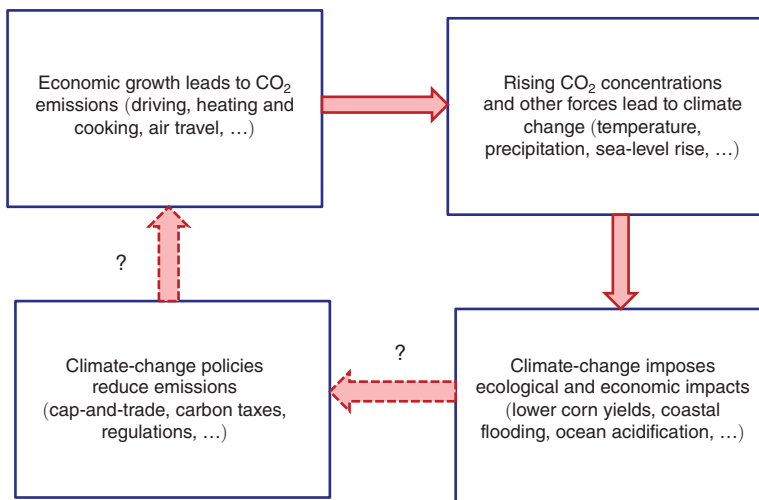 Economic growth leads to CO₂
emissions (driving, heating and
cooking, air travel, …)
Rising CO₂ concentrations
and other forces lead to climate
change (temperature,
precipitation, sea-level rise, …)
?
?
Climate-change policies
reduce emissions
(cap-and-trade, carbon taxes,
regulations, …)
Climate-change imposes
ecological and economic impacts
(lower corn yields, coastal
flooding, ocean acidification, …)